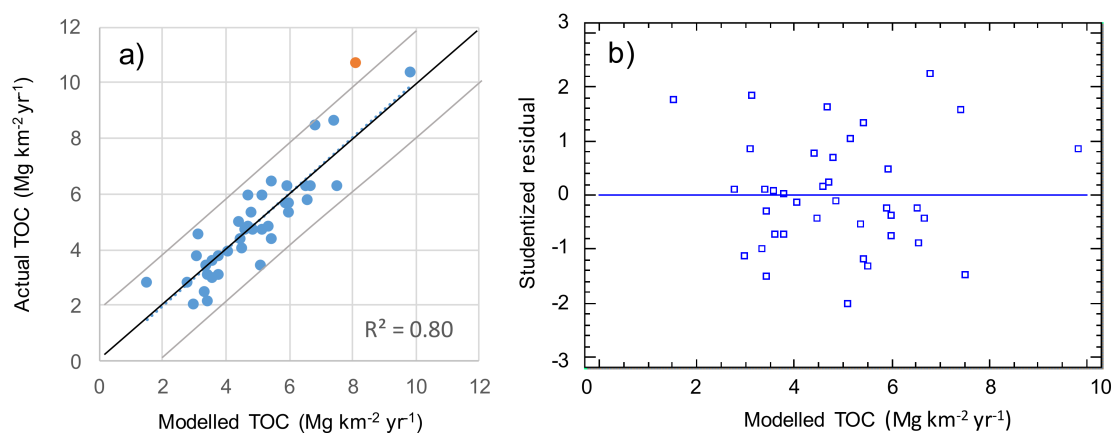 a)
Actual TOC (Mg km⁻² yr⁻¹)
12
10
8
6
4
2
0
R² = 0.80
0 2 4 6 8 10 12
Modelled TOC (Mg km⁻² yr⁻¹)
b)
Studentized residual
3
2
1
0
-1
-2
-3
0 2 4 6 8 10
Modelled TOC (Mg km⁻² yr⁻¹)